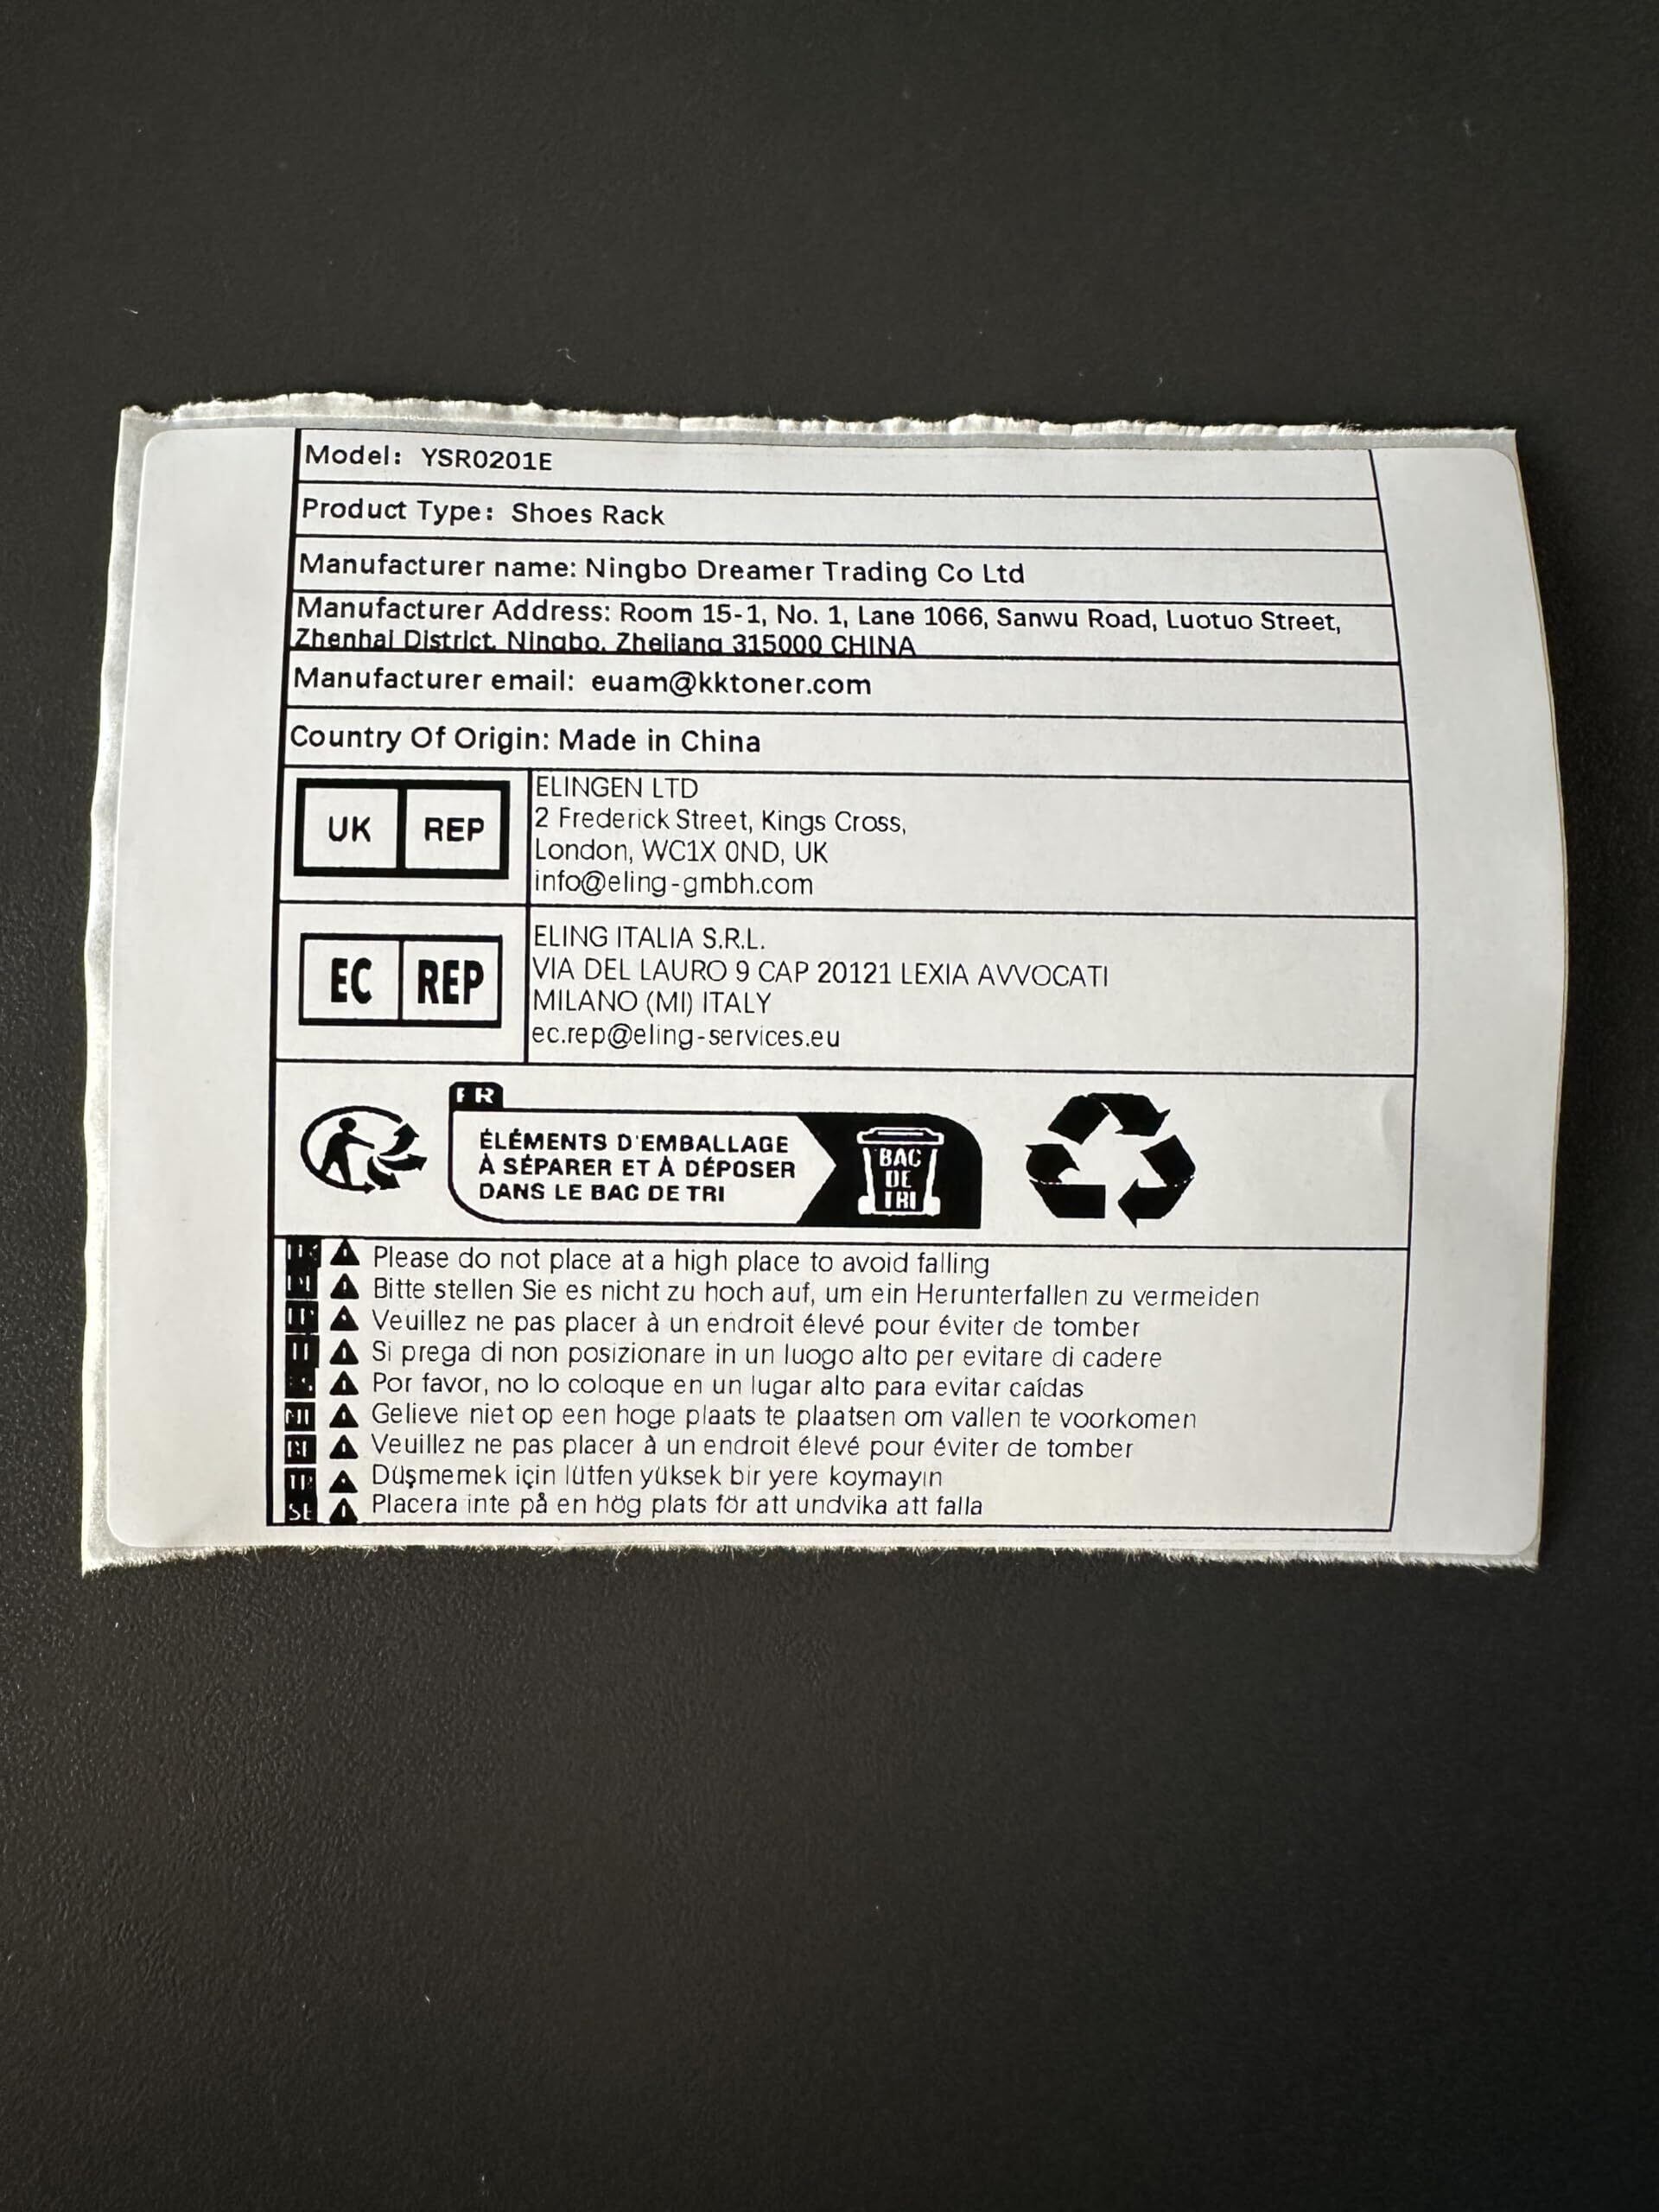 Model: YSR0201E
Product Type: Shoes Rack
Manufacturer name: Ningbo Dreamer Trading Co Ltd
Manufacturer Address: Room 15-1, No. 1, Lane 1066, Sanwu Road, Luotuo Street,
Zhenhai District, Ningbo, Zhejiang 315000 CHINA
Manufacturer email: euam@kktoner.com
Country Of Origin: Made in China
UK REP
ELINGEN LTD
2 Frederick Street, Kings Cross,
London, WC1X 0ND, UK
info@eling-gmbh.com
EC REP
ELING ITALIA S.R.L.
VIA DEL LAURO 9 CAP 20121 LEXIA AVVOCATI
MILANO (MI) ITALY
ec.rep@eling-services.eu
FR
ÉLÉMENTS D'EMBALLAGE
À SÉPARER ET À DÉPOSER
DANS LE BAC DE TRI
BAC
DE
TRI
Please do not place at a high place to avoid falling
Bitte stellen Sie es nicht zu hoch auf, um ein Herunterfallen zu vermeiden
Veuillez ne pas placer à un endroit élevé pour éviter de tomber
Si prega di non posizionare in un luogo alto per evitare di cadere
Por favor, no lo coloque en un lugar alto para evitar caídas
Gelieve niet op een hoge plaats te plaatsen om vallen te voorkomen
Veuillez ne pas placer à un endroit élevé pour éviter de tomber
Düşmemek için lütfen yüksek bir yere koymayın
SE Placera inte på en hög plats för att undvika att falla